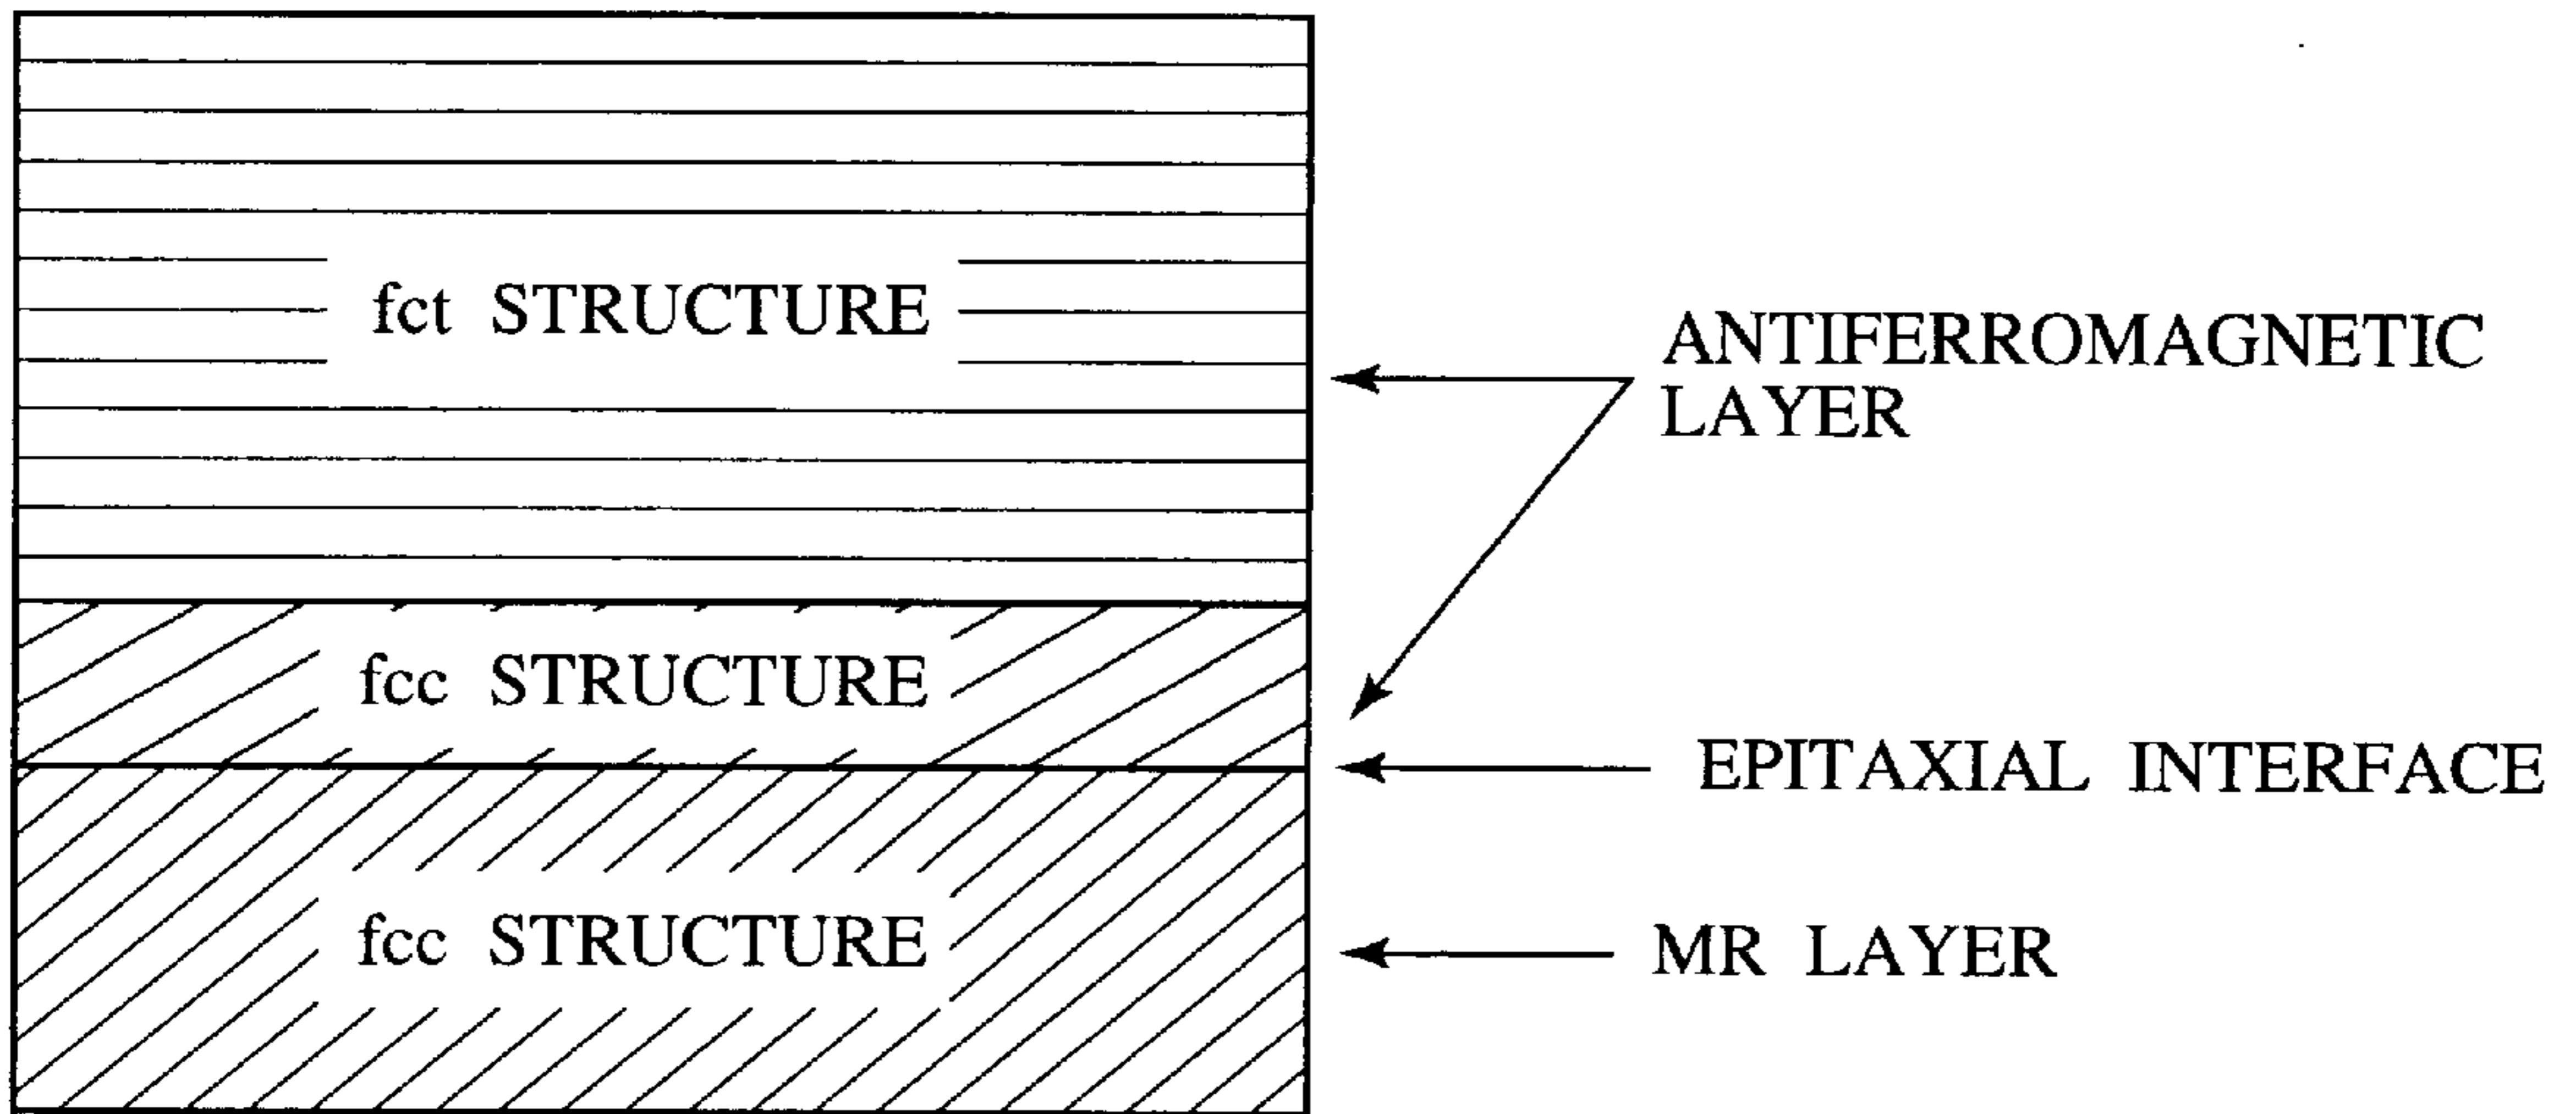 fct STRUCTURE
ANTIFERROMAGNETIC
LAYER
fcc STRUCTURE
EPITAXIAL INTERFACE
fcc STRUCTURE
MR LAYER